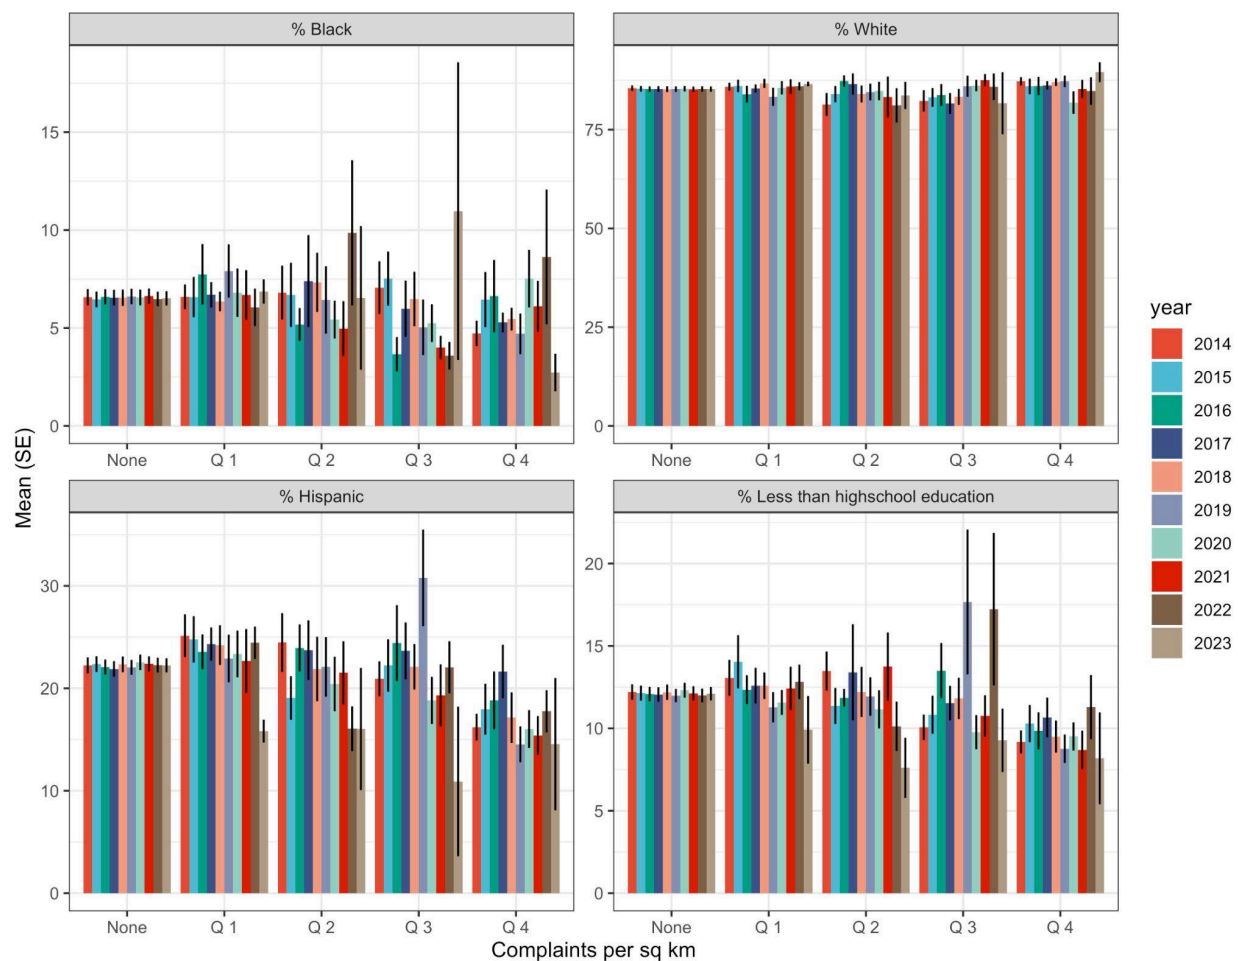 % Black
% White
15
10
5
0
75
50
25
0
None Q 1 Q 2 Q 3 Q 4
None Q 1 Q 2 Q 3 Q 4
% Hispanic
% Less than highschool education
30
20
10
0
20
15
10
5
0
None Q 1 Q 2 Q 3 Q 4
None Q 1 Q 2 Q 3 Q 4
Mean (SE)
Complaints per sq km
year
2014
2015
2016
2017
2018
2019
2020
2021
2022
2023